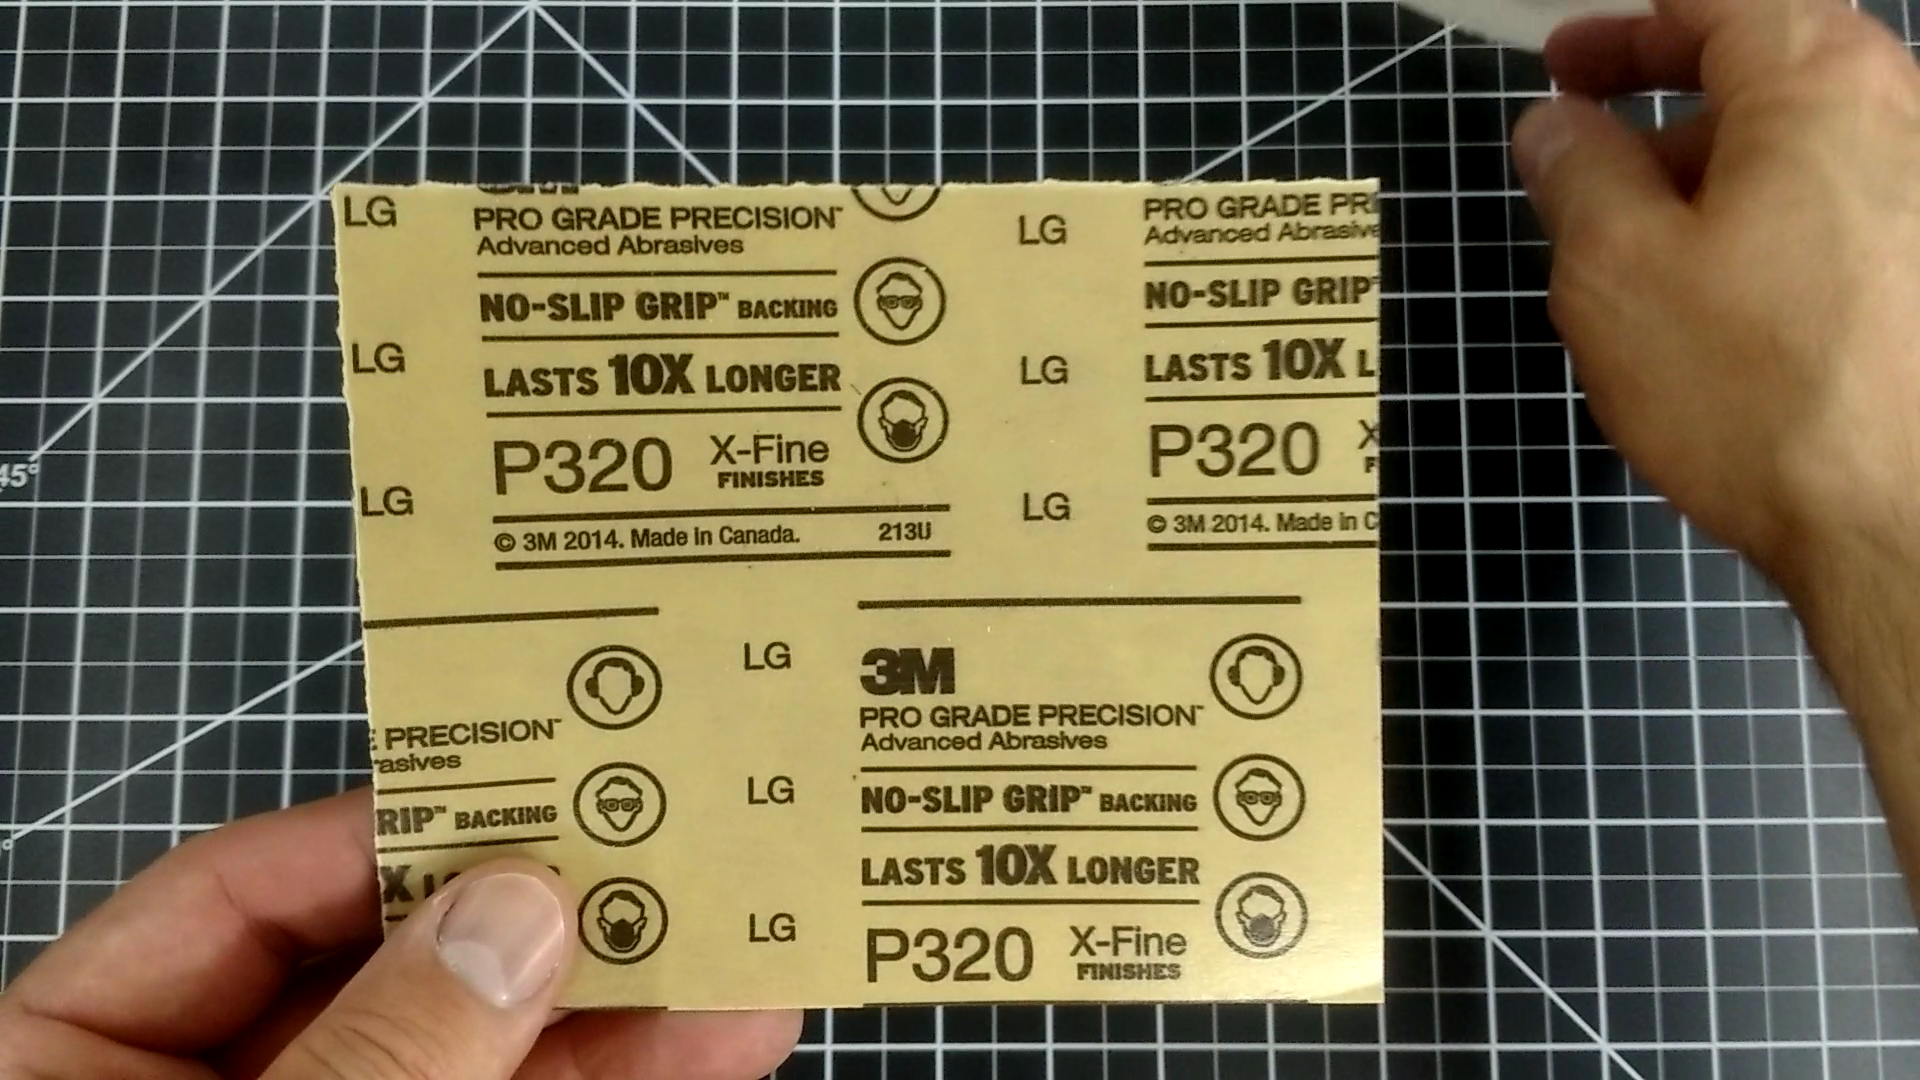 LG
PRO GRADE PRECISION™
Advanced Abrasives
NO-SLIP GRIP™ BACKING
LG
LASTS 10X LONGER
P320 X-Fine
FINISHES
LG
© 3M 2014. Made in Canada. 213U
LG
PRO GRADE PRE
Advanced Abrasive
NO-SLIP GRIP™
LG
LASTS 10X L
P320 X
F
LG
© 3M 2014. Made in C
E PRECISION™
rasives
RIP™ BACKING
X LO
LG
LG
LG
3M
PRO GRADE PRECISION™
Advanced Abrasives
NO-SLIP GRIP™ BACKING
LASTS 10X LONGER
P320 X-Fine
FINISHES
45°